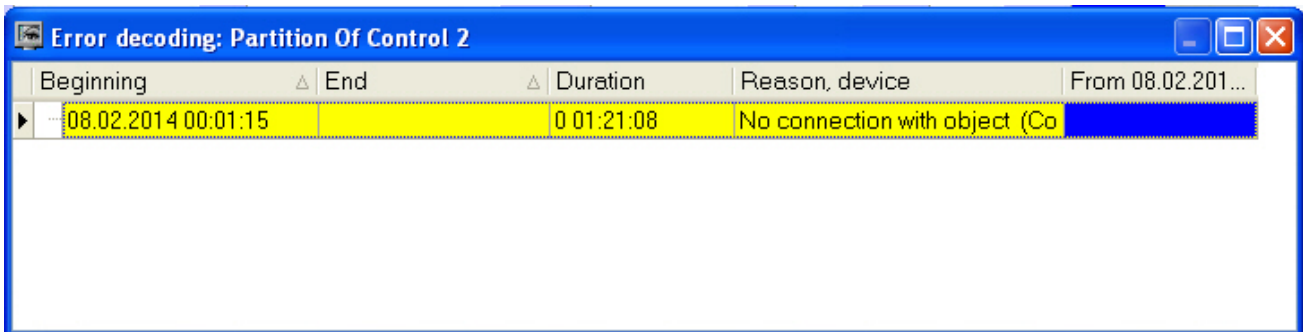 Error decoding: Partition Of Control 2
Beginning End Duration Reason, device From 08.02.201...
08.02.2014 00:01:15 0 01:21:08 No connection with object (Co